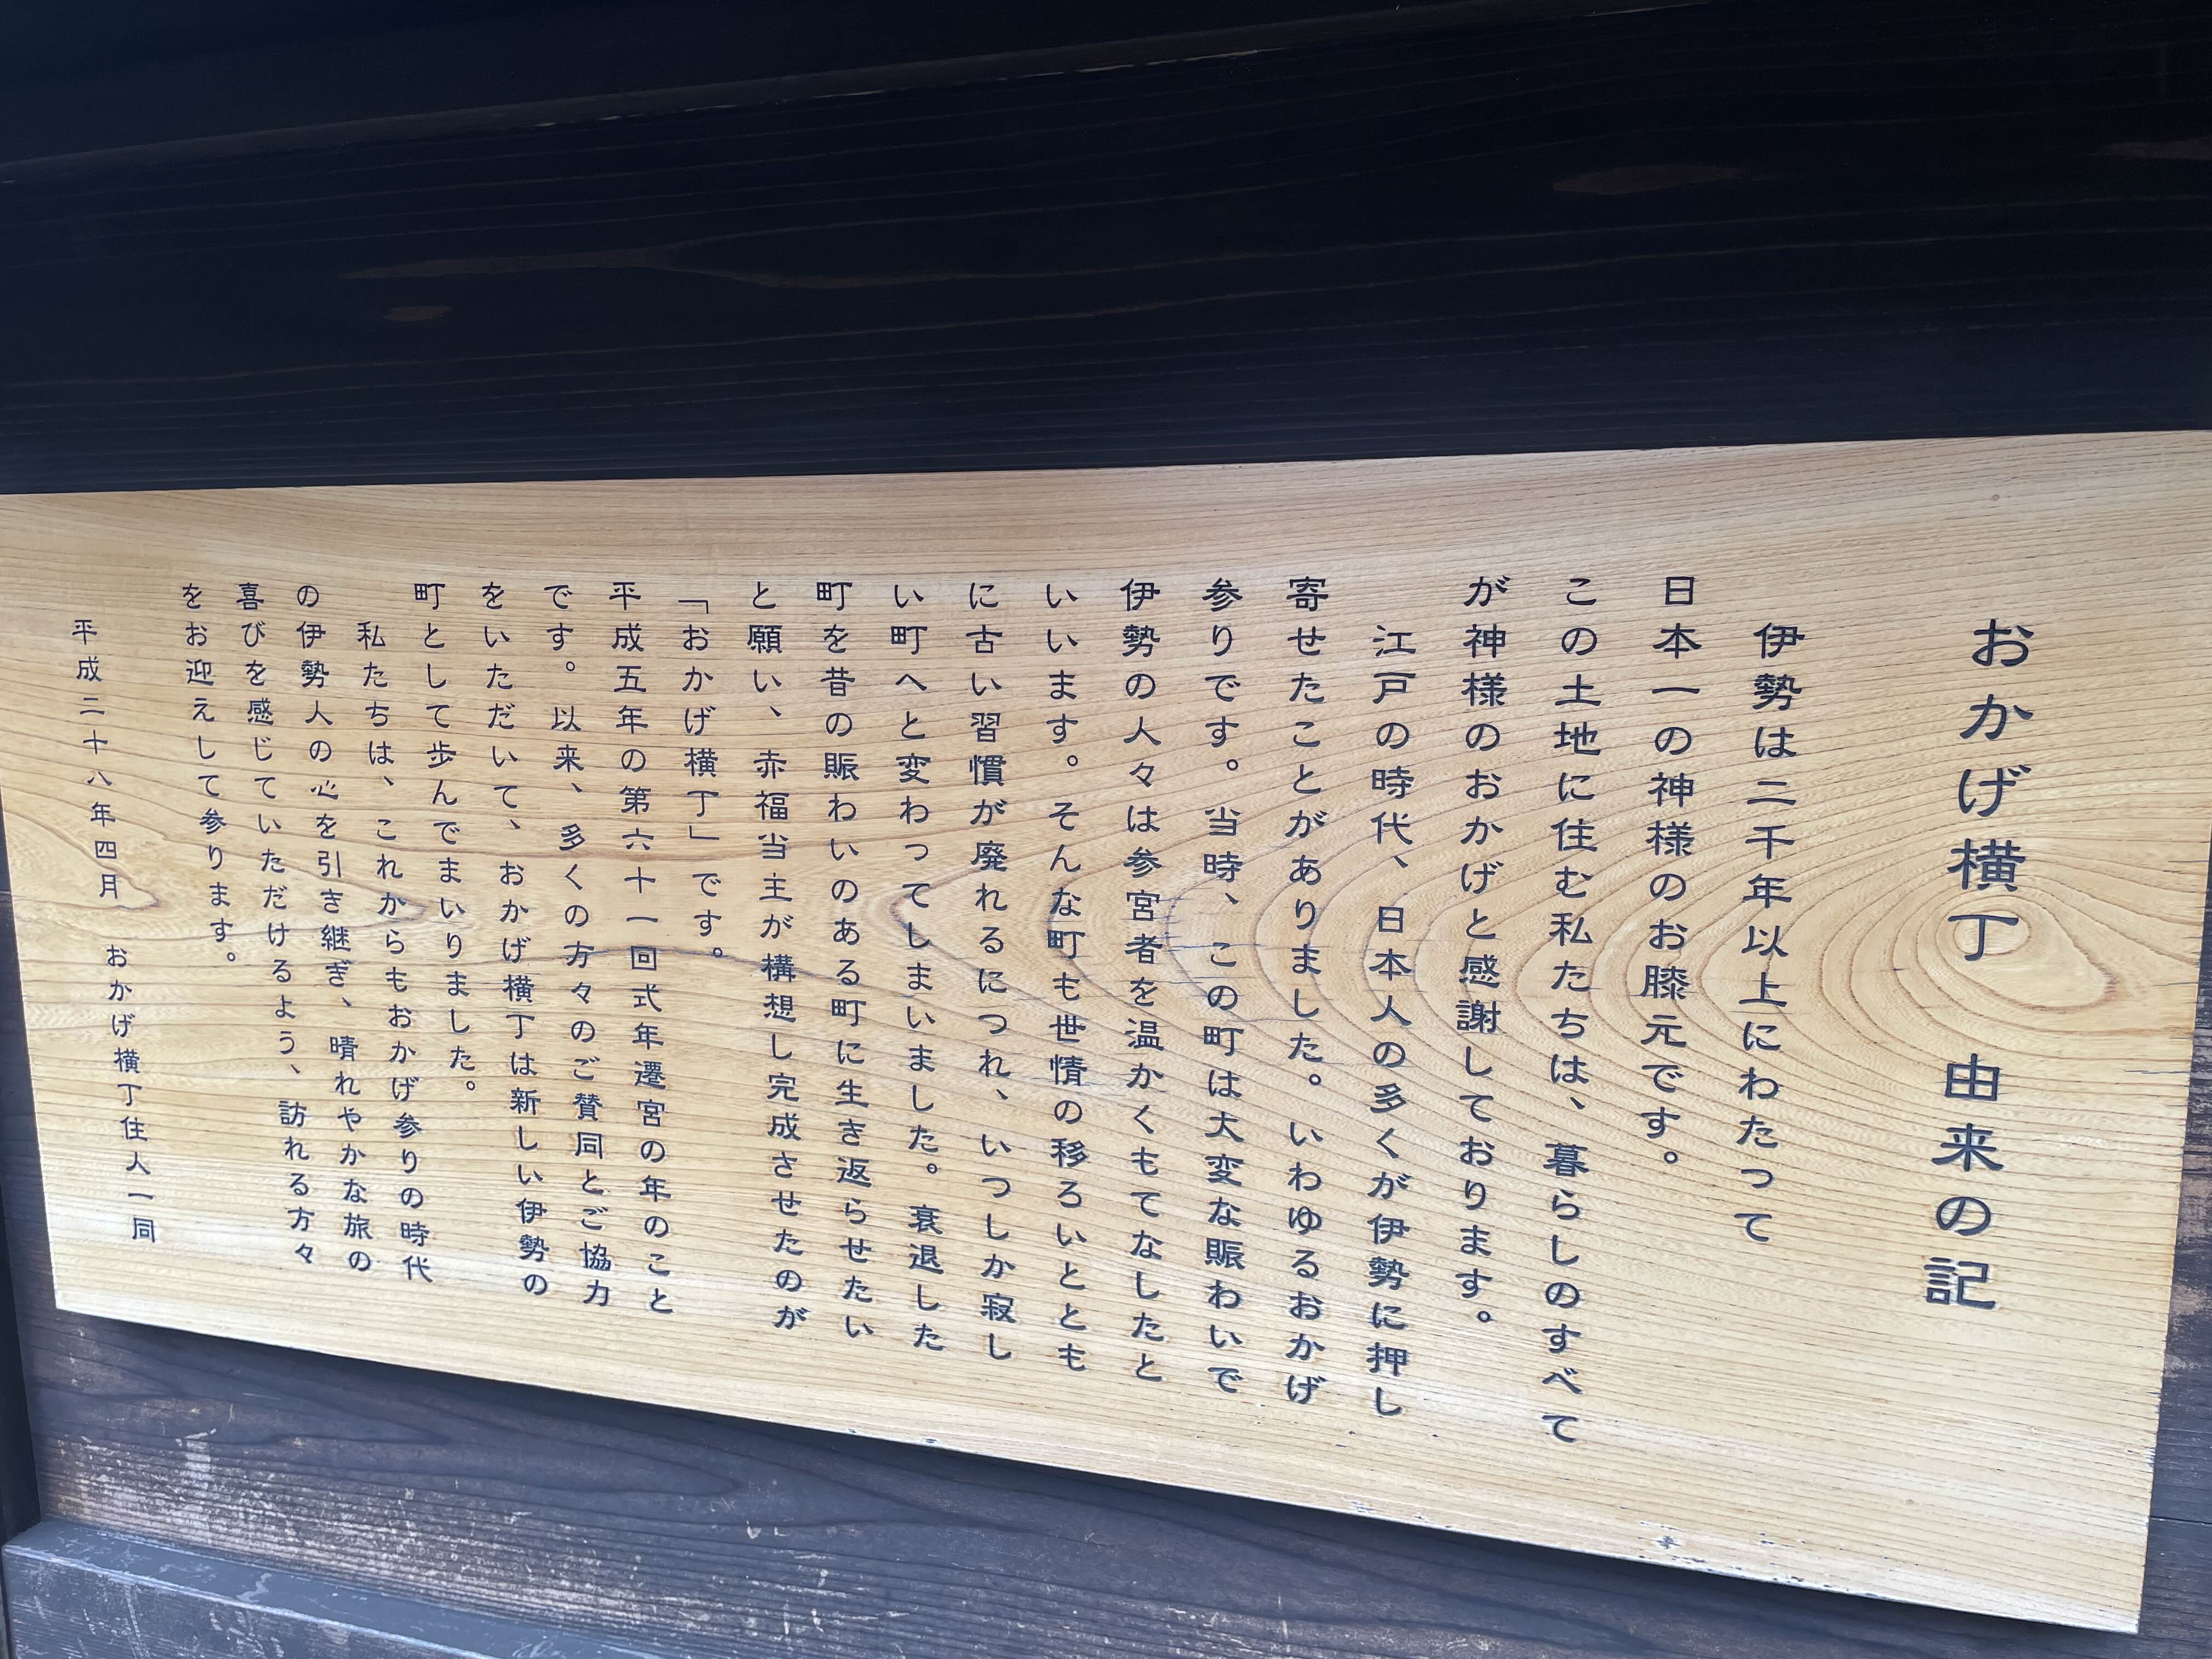 おかげ横丁　由来の記
伊勢は二千年以上にわたって
日本一の神様のお膝元です。
この土地に住む私たちは、暮らしのすべて
が神様のおかげと感謝しております。
江戸の時代、日本人の多くが伊勢に押し
寄せたことがありました。いわゆるおかげ
参りです。当時、この町は大変な賑わいで
伊勢の人々は参宮者を温かくもてなしたと
いいます。そんな町も世情の移ろいととも
に古い習慣が廃れるにつれ、いつしか寂し
い町へと変わってしまいました。衰退した
町を昔の賑わいのある町に生き返らせたい
と願い、赤福当主が構想し完成させたのが
「おかげ横丁」です。
平成五年の第六十一回式年遷宮の年のこと
です。以来、多くの方々のご賛同とご協力
をいただいて、おかげ横丁は新しい伊勢の
町として歩んでまいりました。
私たちは、これからもおかげ参りの時代
の伊勢人の心を引き継ぎ、晴れやかな旅の
喜びを感じていただけるよう、訪れる方々
をお迎えして参ります。
平成二十八年四月　おかげ横丁住人一同